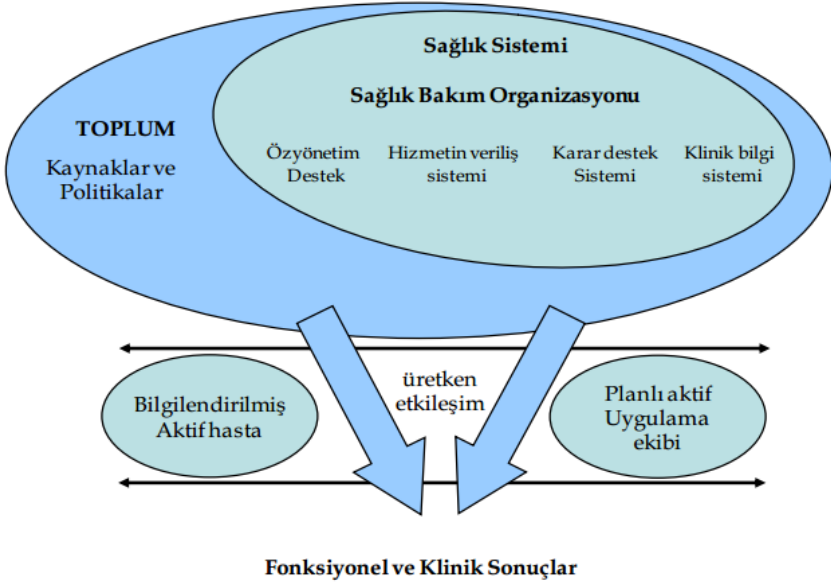 Sağlık Sistemi
Sağlık Bakım Organizasyonu
TOPLUM
Kaynaklar ve
Politikalar
Özyönetim
Destek
Hizmetin veriliş
sistemi
Karar destek
Sistemi
Klinik bilgi
sistemi
üretken
etkileşim
Bilgilendirilmiş
Aktif hasta
Planlı aktif
Uygulama
ekibi
Fonksiyonel ve Klinik Sonuçlar